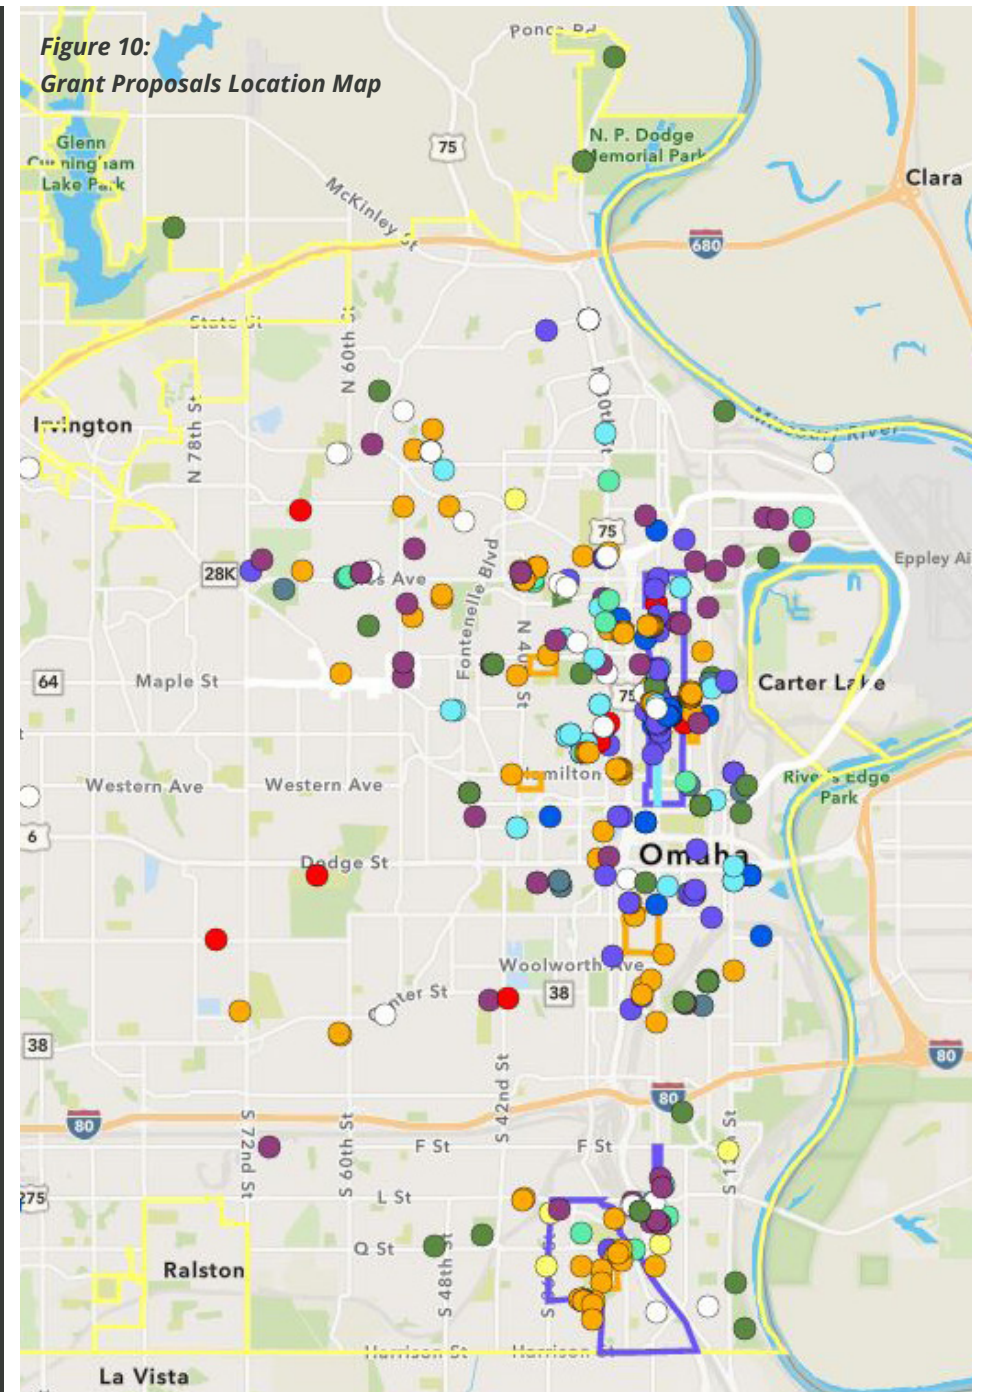 Figure 10:
Grant Proposals Location Map
Ponca Rd
75
N. P. Dodge
Memorial Park
Glenn
Cunningham
Lake Park
Clara
McKinley St
680
State St
N 60th St
N 78th St
Irvington
Missouri River
75
Eppley Ai
28K
Fontenelle Blvd
64
Maple St
75
Carter Lake
Hamilton
Western Ave
Western Ave
River's Edge
Park
6
Dodge St
Omaha
Woolworth Ave
38
38
80
80
80
S 42nd St
S 72nd St
S 60th St
F St
F St
275
L St
Q St
S 48th St
Ralston
Harrison St
Harrison St
La Vista